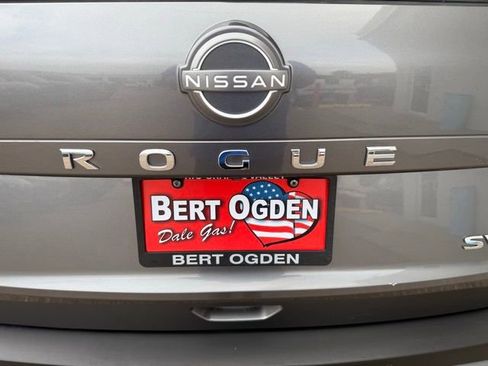 NISSAN
ROGUE
BERT OGDEN
Dale Gas!
BERT OGDEN